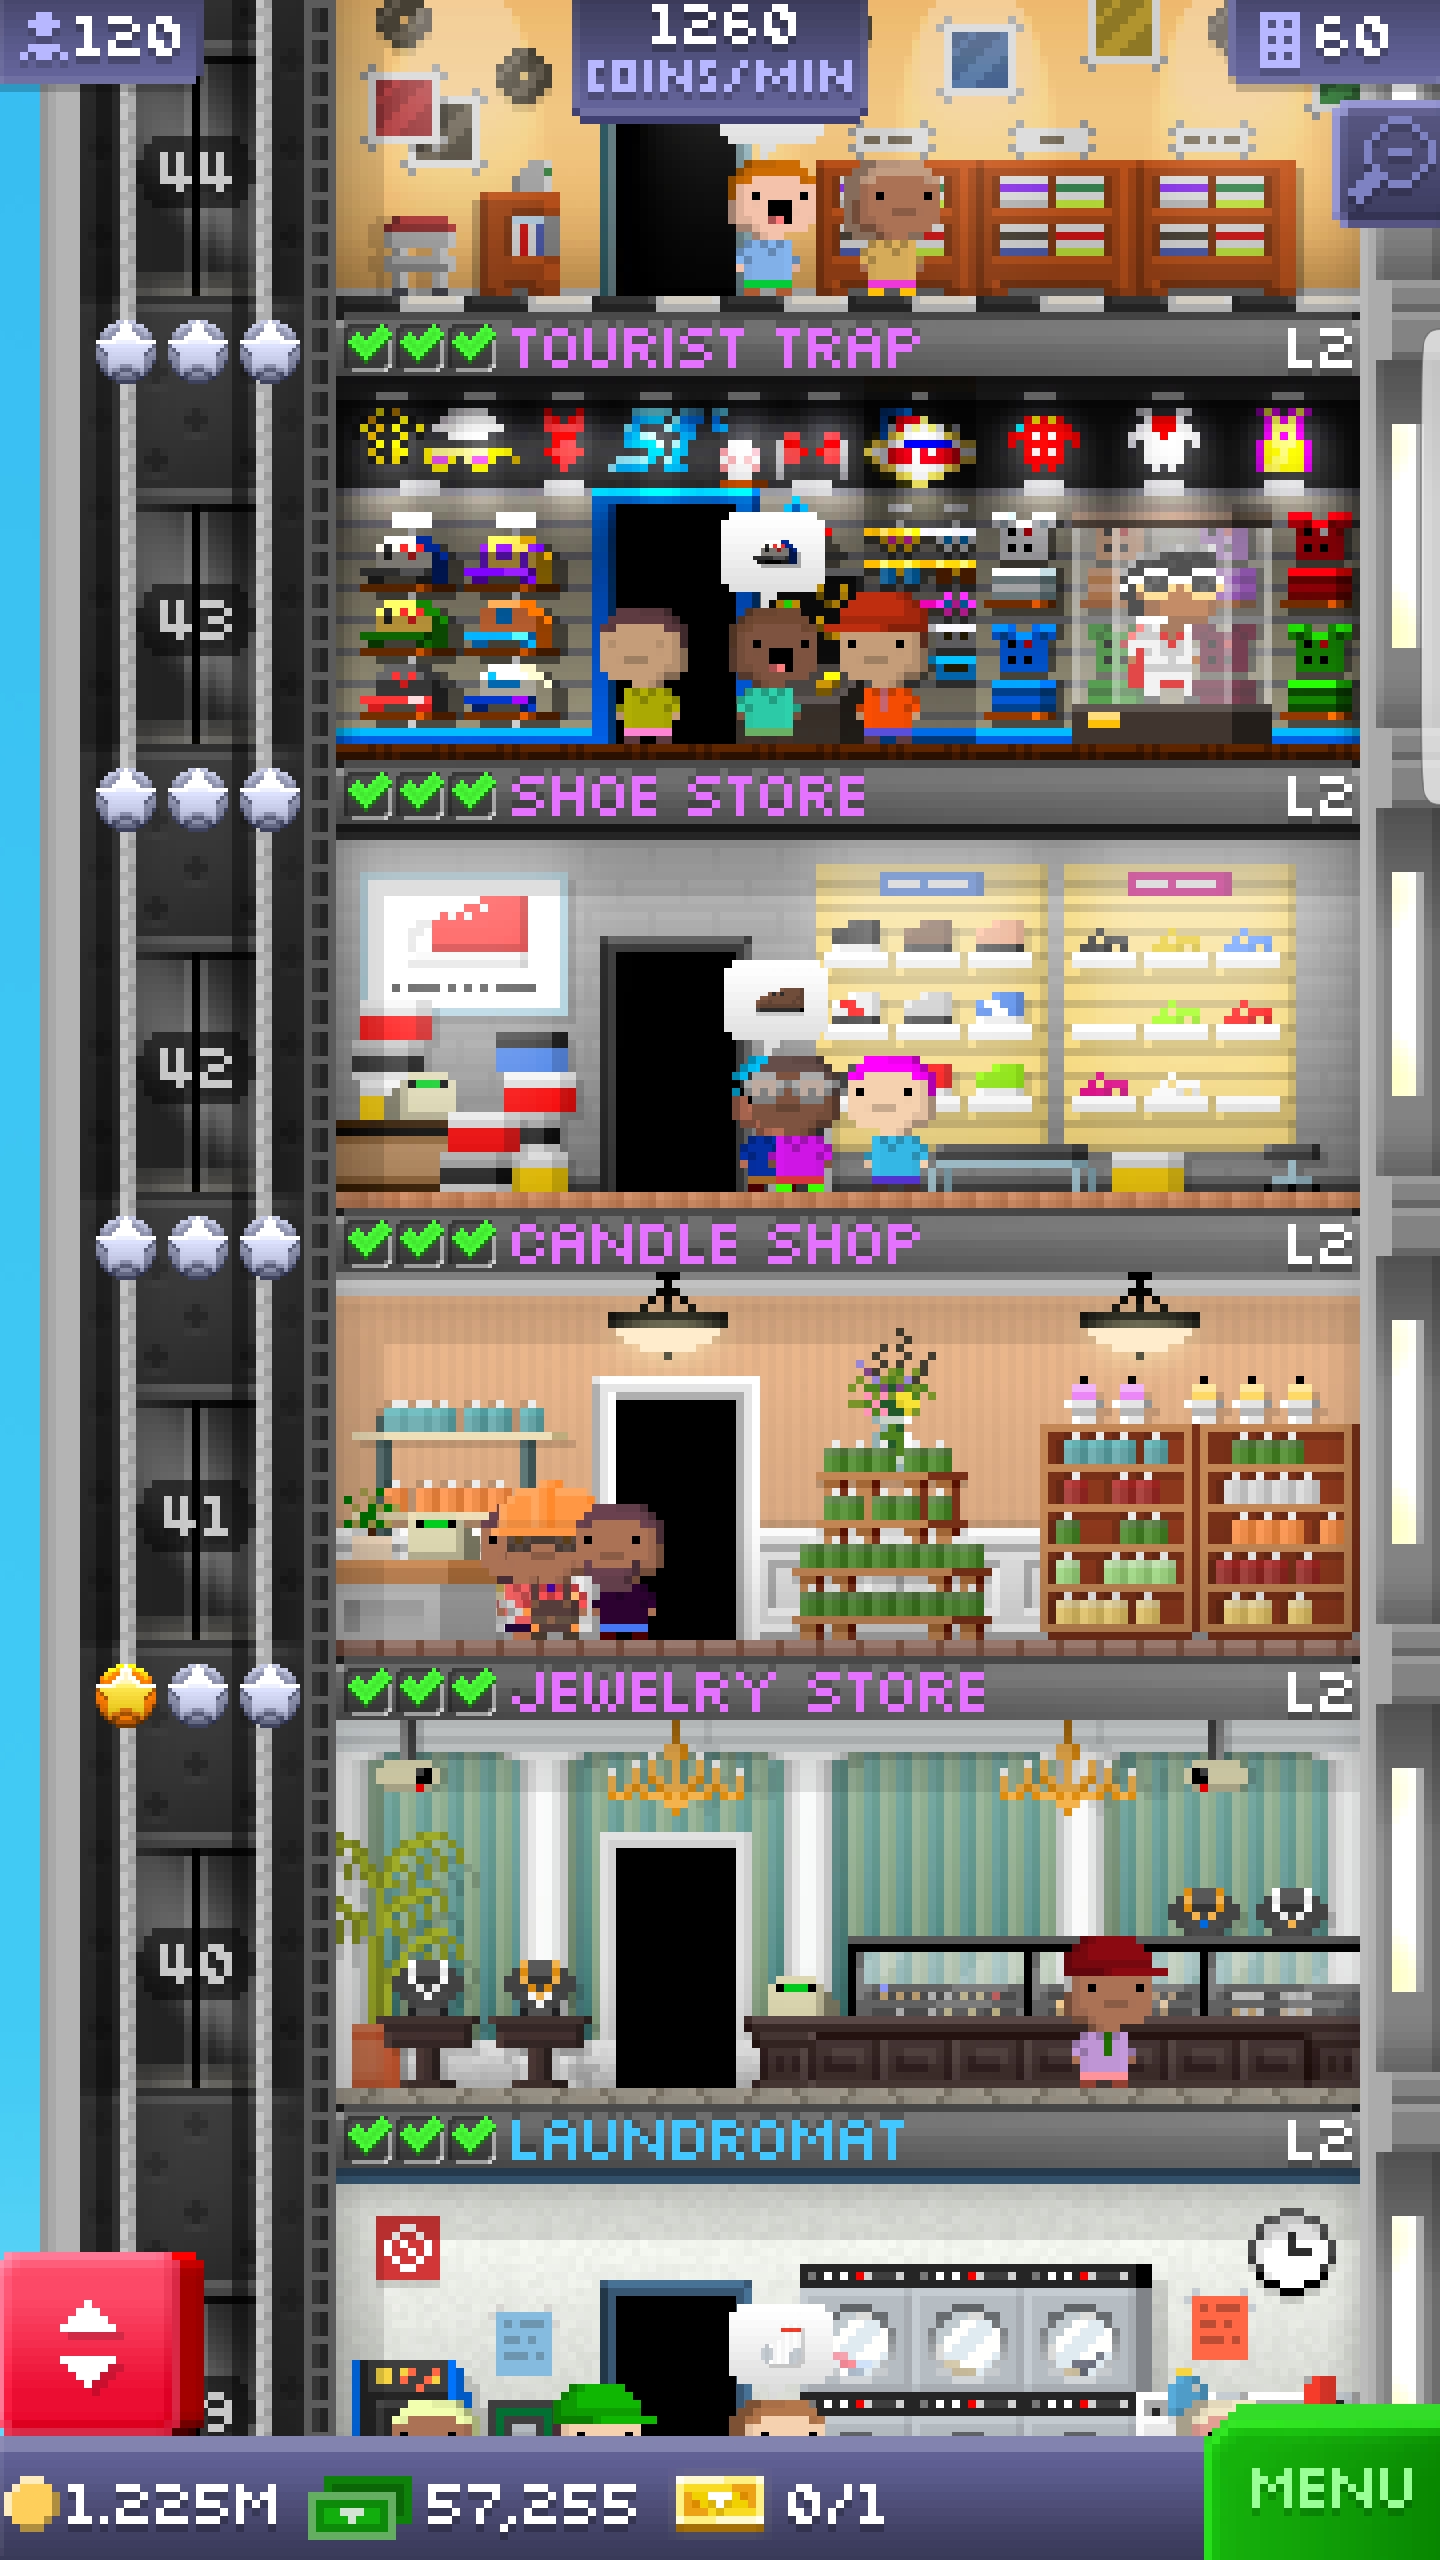 120
1260
COINS/MIN
60
44
TOURIST TRAP L2
43
SHOE STORE L2
42
CANDLE SHOP L2
41
JEWELRY STORE L2
40
LAUNDROMAT L2
1.225M 57,255 0/1
MENU